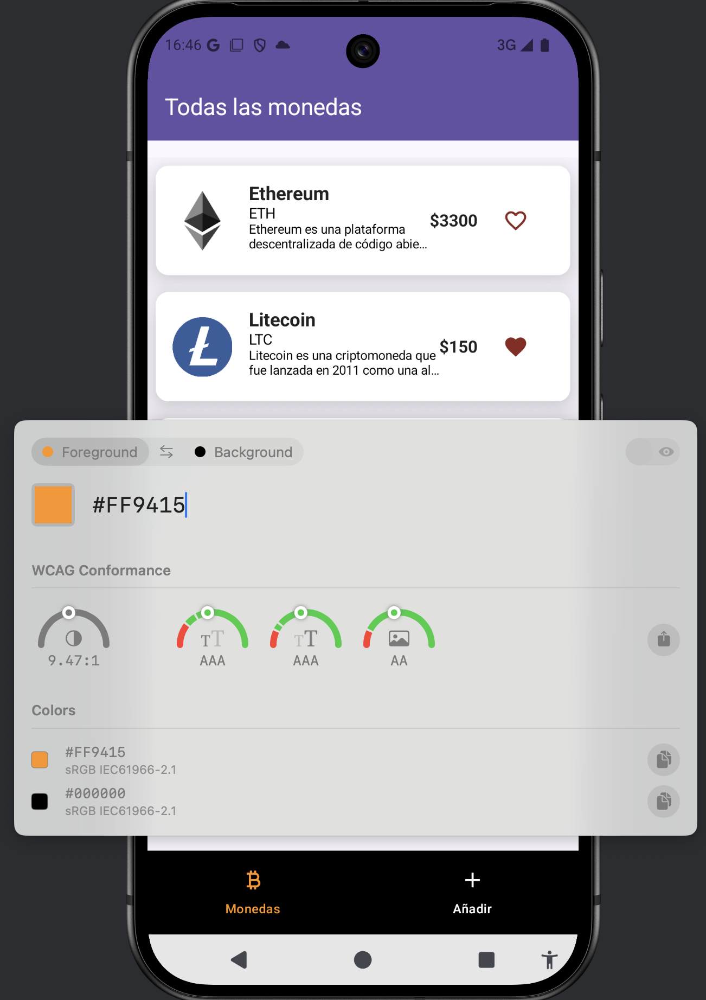 16:46
3G
Todas las monedas
Ethereum
ETH
Ethereum es una plataforma
descentralizada de código abie...
$3300
Litecoin
LTC
Litecoin es una criptomoneda que
fue lanzada en 2011 como una al...
$150
Foreground
Background
#FF9415
WCAG Conformance
9.47:1
AAA
AAA
AA
Colors
#FF9415
sRGB IEC61966-2.1
#000000
sRGB IEC61966-2.1
Monedas
Añadir